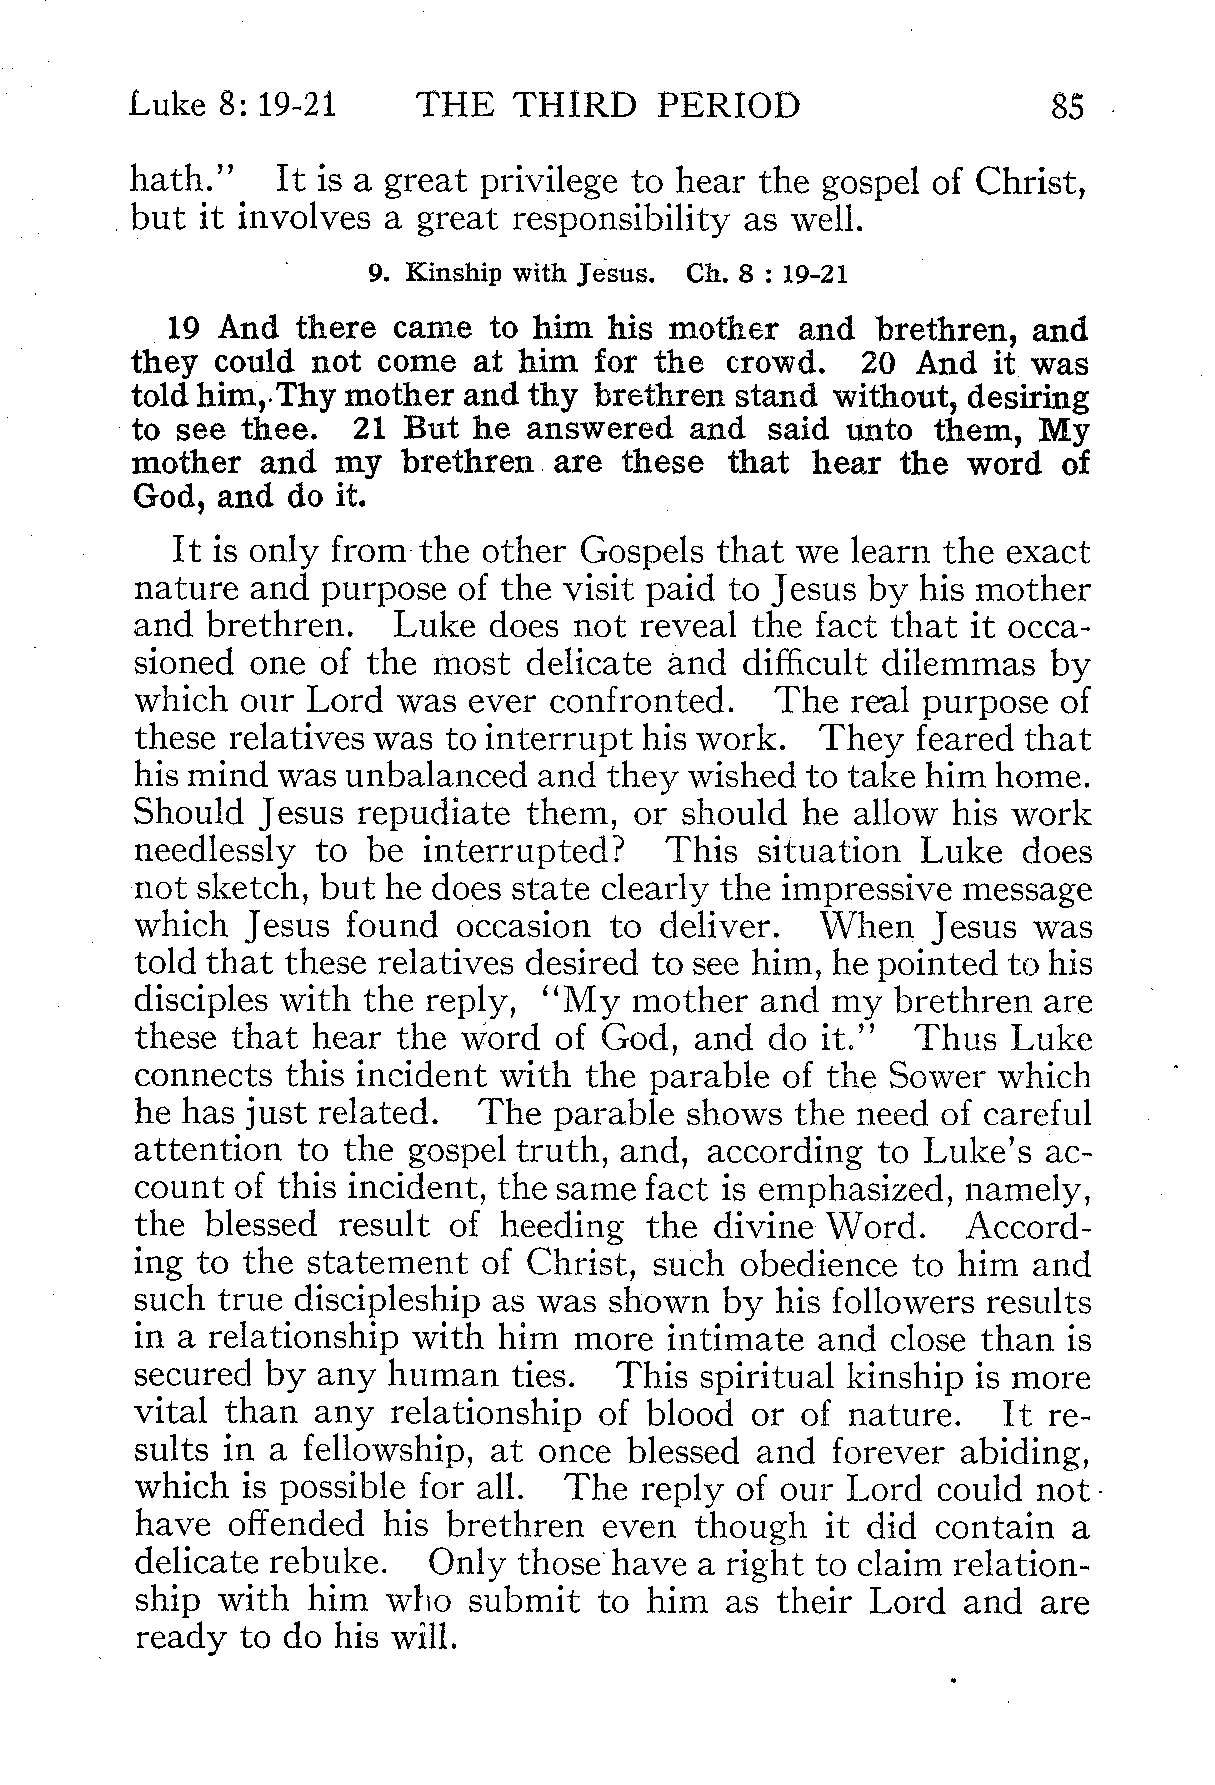 Luke 8: 19-21 THE THIRD PERIOD 85
hath." It is a great privilege to hear the gospel of Christ,
but it involves a great responsibility as well.
9. Kinship with Jesus. Ch. 8 : 19-21
19 And there came to him his mother and brethren, and
they could not come at him for the crowd. 20 And it was
told him, Thy mother and thy brethren stand without, desiring
to see thee. 21 But he answered and said unto them, My
mother and my brethren are these that hear the word of
God, and do it.
It is only from the other Gospels that we learn the exact
nature and purpose of the visit paid to Jesus by his mother
and brethren. Luke does not reveal the fact that it occa-
sioned one of the most delicate and difficult dilemmas by
which our Lord was ever confronted. The real purpose of
these relatives was to interrupt his work. They feared that
his mind was unbalanced and they wished to take him home.
Should Jesus repudiate them, or should he allow his work
needlessly to be interrupted? This situation Luke does
not sketch, but he does state clearly the impressive message
which Jesus found occasion to deliver. When Jesus was
told that these relatives desired to see him, he pointed to his
disciples with the reply, "My mother and my brethren are
these that hear the word of God, and do it." Thus Luke
connects this incident with the parable of the Sower which
he has just related. The parable shows the need of careful
attention to the gospel truth, and, according to Luke's ac-
count of this incident, the same fact is emphasized, namely,
the blessed result of heeding the divine Word. Accord-
ing to the statement of Christ, such obedience to him and
such true discipleship as was shown by his followers results
in a relationship with him more intimate and close than is
secured by any human ties. This spiritual kinship is more
vital than any relationship of blood or of nature. It re-
sults in a fellowship, at once blessed and forever abiding,
which is possible for all. The reply of our Lord could not
have offended his brethren even though it did contain a
delicate rebuke. Only those have a right to claim relation-
ship with him who submit to him as their Lord and are
ready to do his will.